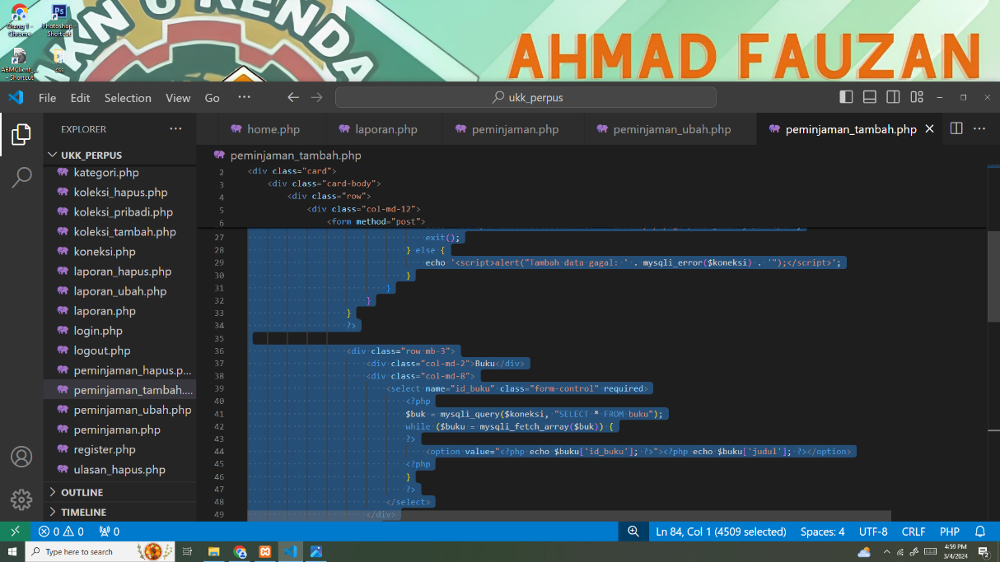 KN 6 RENDA
AHMAD FAUZAN
Orang 1 -
Chrome
Photoshop -
Shortcut
ABMClient_...
- Shortcut
css
File Edit Selection View Go ···
ukk_perpus
EXPLORER ···
home.php
laporan.php
peminjaman.php
peminjaman_ubah.php
peminjaman_tambah.php
UKK_PERPUS
kategori.php
koleksi_hapus.php
koleksi_pribadi.php
koleksi_tambah.php
koneksi.php
laporan_hapus.php
laporan_ubah.php
laporan.php
login.php
logout.php
peminjaman_hapus.p...
peminjaman_tambah....
peminjaman_ubah.php
peminjaman.php
register.php
ulasan_hapus.php
OUTLINE
TIMELINE
peminjaman_tambah.php
2 <div class="card">
3 <div class="card-body">
4 <div class="row">
5 <div class="col-md-12">
6 <form method="post">
27 exit();
28 } else {
29 echo '<script>alert("Tambah data gagal: ' . mysqli_error($koneksi) . '");</script>';
30 }
31 }
32 }
33 }
34 ?>
35
36 <div class="row mb-3">
37 <div class="col-md-2">Buku</div>
38 <div class="col-md-8">
39 <select name="id_buku" class="form-control" required>
40 <?php
41 $buk = mysqli_query($koneksi, "SELECT * FROM buku");
42 while ($buku = mysqli_fetch_array($buk)) {
43 ?>
44 <option value="<?php echo $buku['id_buku']; ?>"><?php echo $buku['judul']; ?></option>
45 <?php
46 }
47 ?>
48 </select>
49 </div>
0 0 0
Ln 84, Col 1 (4509 selected) Spaces: 4 UTF-8 CRLF PHP
Type here to search
4:59 PM
3/4/2024
2